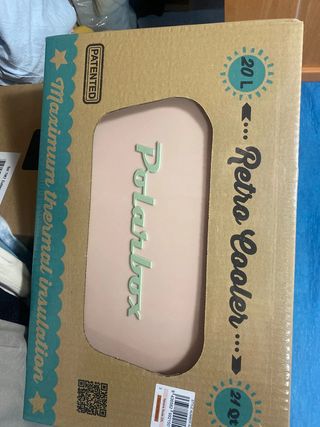 20 L
Retro Cooler
21 Qt
Polarbox
PATENTED
Maximum thermal insulation